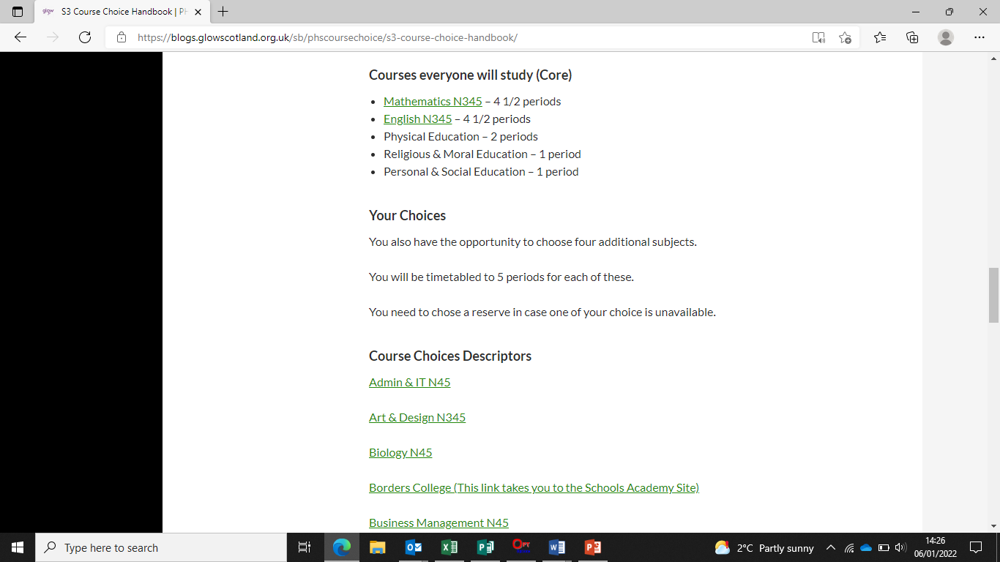 S3 Course Choice Handbook | PH
https://blogs.glowscotland.org.uk/sb/phscoursechoice/s3-course-choice-handbook/
Courses everyone will study (Core)
• Mathematics N345 – 4 1/2 periods
• English N345 – 4 1/2 periods
• Physical Education – 2 periods
• Religious & Moral Education – 1 period
• Personal & Social Education – 1 period
Your Choices
You also have the opportunity to choose four additional subjects.
You will be timetabled to 5 periods for each of these.
You need to chose a reserve in case one of your choice is unavailable.
Course Choices Descriptors
Admin & IT N45
Art & Design N345
Biology N45
Borders College (This link takes you to the Schools Academy Site)
Business Management N45
Type here to search
2°C Partly sunny
14:26
06/01/2022